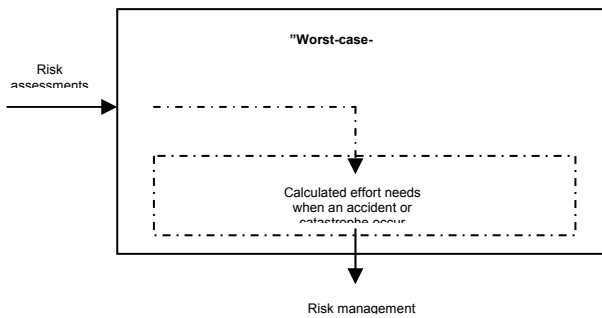 ”Worst-case-
Risk
assessments
Calculated effort needs
when an accident or
catastrophe occur
Risk management